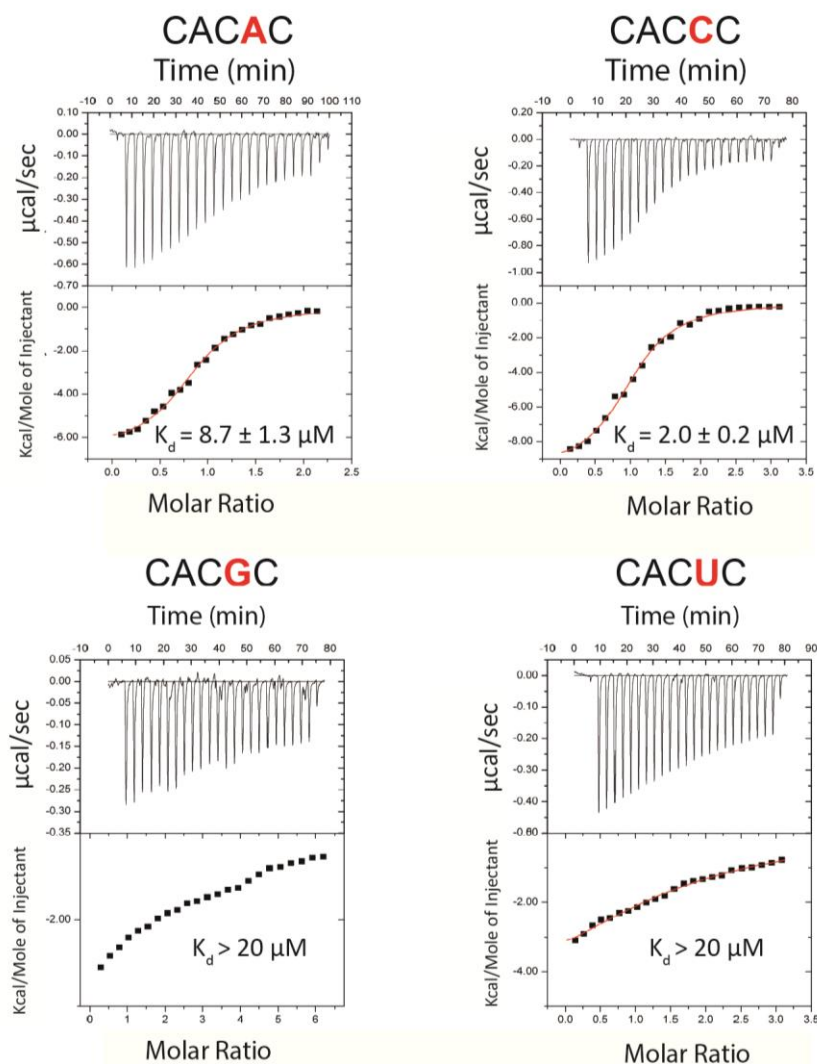 CACAC
Time (min)
-10 0 10 20 30 40 50 60 70 80 90 100 110
0.10
0.00
-0.10
-0.20
-0.30
-0.40
-0.50
-0.60
-0.70
µcal/sec
0.00
-2.00
-4.00
-6.00
Kcal/Mole of Injectant
Kd = 8.7 ± 1.3 µM
0.0 0.5 1.0 1.5 2.0 2.5
Molar Ratio
CACCC
Time (min)
-10 0 10 20 30 40 50 60 70 80
0.20
0.00
-0.20
-0.40
-0.60
-0.80
-1.00
µcal/sec
0.00
-2.00
-4.00
-6.00
-8.00
Kcal/Mole of Injectant
Kd = 2.0 ± 0.2 µM
0.0 0.5 1.0 1.5 2.0 2.5 3.0 3.5
Molar Ratio
CACGC
Time (min)
-10 0 10 20 30 40 50 60 70 80
0.05
0.00
-0.05
-0.10
-0.15
-0.20
-0.25
-0.30
-0.35
µcal/sec
-2.00
Kcal/Mole of Injectant
Kd > 20 µM
0 1 2 3 4 5 6
Molar Ratio
CACUC
Time (min)
-10 0 10 20 30 40 50 60 70 80 90
0.00
-0.10
-0.20
-0.30
-0.40
-0.60
µcal/sec
-2.00
-4.00
Kcal/Mole of Injectant
Kd > 20 µM
0.0 0.5 1.0 1.5 2.0 2.5 3.0 3.5
Molar Ratio